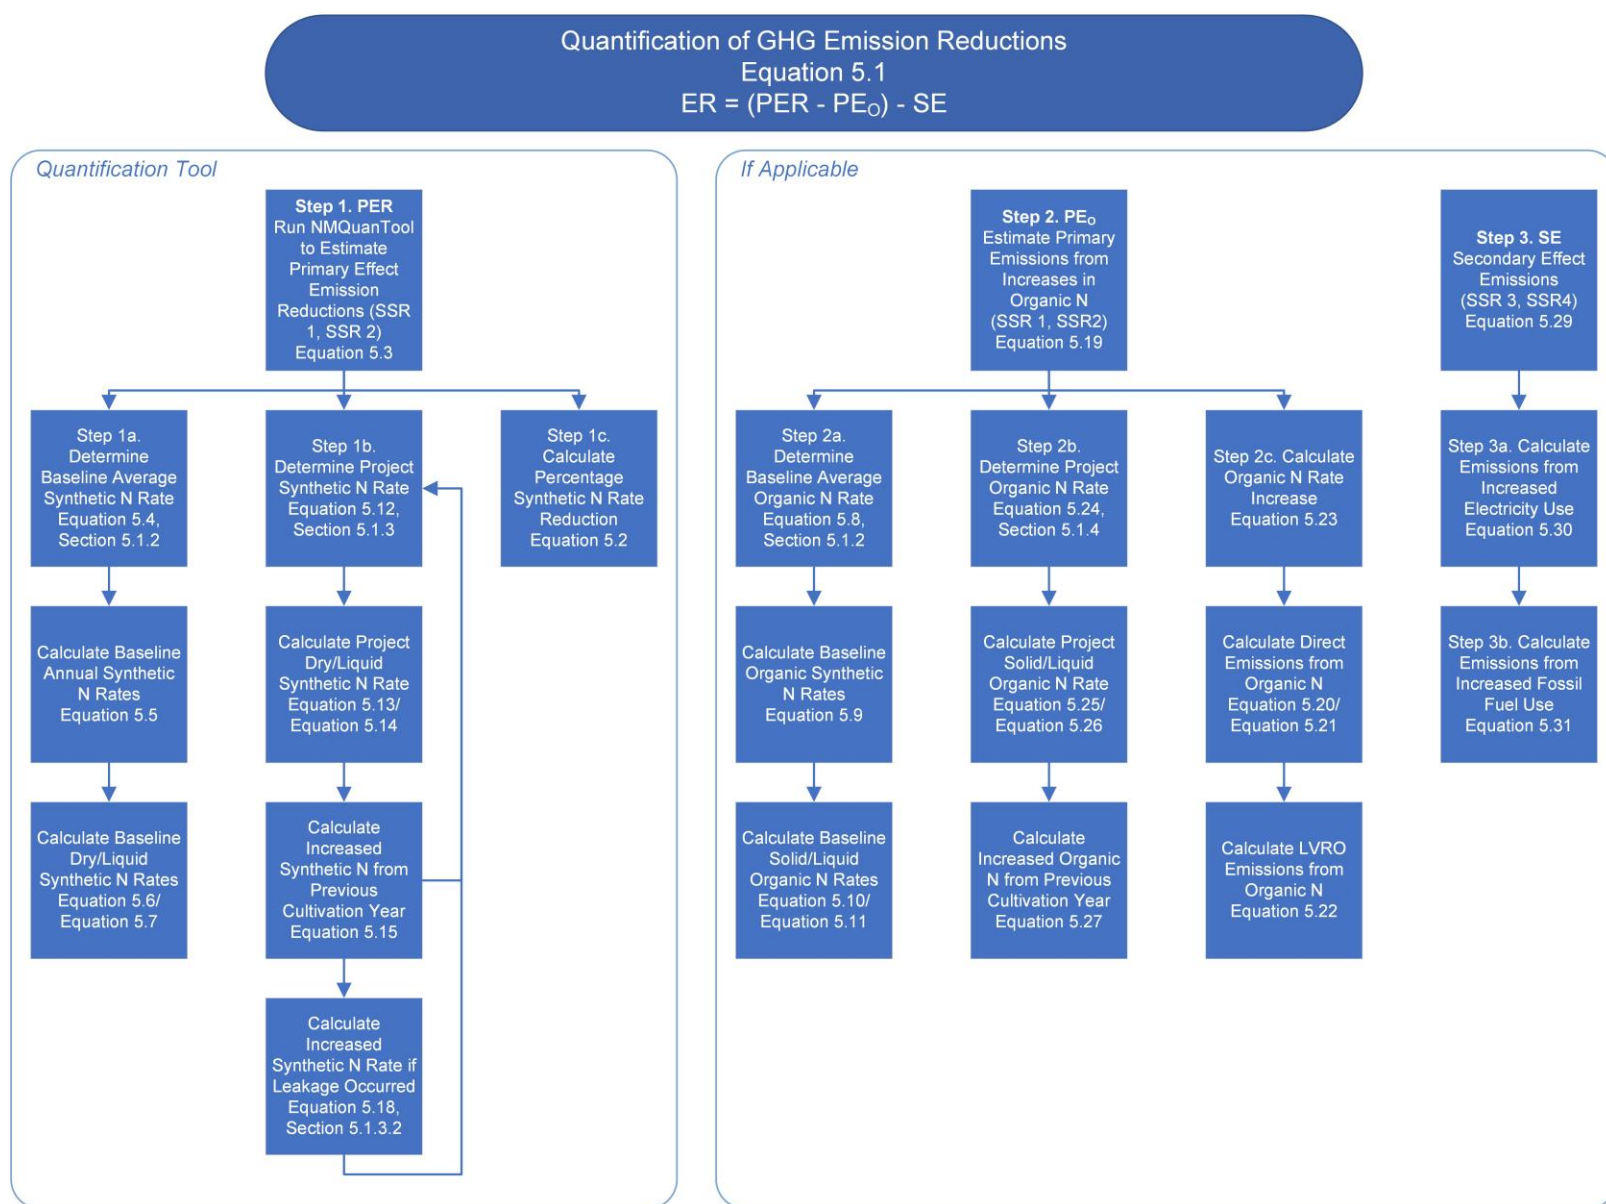 Quantification of GHG Emission Reductions
Equation 5.1
ER = (PER - PEO) - SE
Quantification Tool
Step 1. PER
Run NMQuanTool
to Estimate
Primary Effect
Emission
Reductions (SSR
1, SSR 2)
Equation 5.3
Step 1a.
Determine
Baseline Average
Synthetic N Rate
Equation 5.4,
Section 5.1.2
Step 1b.
Determine Project
Synthetic N Rate
Equation 5.12,
Section 5.1.3
Step 1c.
Calculate
Percentage
Synthetic N Rate
Reduction
Equation 5.2
Calculate Baseline
Annual Synthetic
N Rates
Equation 5.5
Calculate Project
Dry/Liquid
Synthetic N Rate
Equation 5.13/
Equation 5.14
Calculate Baseline
Dry/Liquid
Synthetic N Rates
Equation 5.6/
Equation 5.7
Calculate
Increased
Synthetic N from
Previous
Cultivation Year
Equation 5.15
Calculate
Increased
Synthetic N Rate if
Leakage Occurred
Equation 5.18,
Section 5.1.3.2
If Applicable
Step 2. PEO
Estimate Primary
Emissions from
Increases in
Organic N
(SSR 1, SSR2)
Equation 5.19
Step 3. SE
Secondary Effect
Emissions
(SSR 3, SSR4)
Equation 5.29
Step 2a.
Determine
Baseline Average
Organic N Rate
Equation 5.8,
Section 5.1.2
Step 2b.
Determine Project
Organic N Rate
Equation 5.24,
Section 5.1.4
Step 2c. Calculate
Organic N Rate
Increase
Equation 5.23
Step 3a. Calculate
Emissions from
Increased
Electricity Use
Equation 5.30
Calculate Baseline
Organic Synthetic
N Rates
Equation 5.9
Calculate Project
Solid/Liquid
Organic N Rate
Equation 5.25/
Equation 5.26
Calculate Direct
Emissions from
Organic N
Equation 5.20/
Equation 5.21
Step 3b. Calculate
Emissions from
Increased Fossil
Fuel Use
Equation 5.31
Calculate Baseline
Solid/Liquid
Organic N Rates
Equation 5.10/
Equation 5.11
Calculate
Increased Organic
N from Previous
Cultivation Year
Equation 5.27
Calculate LVRO
Emissions from
Organic N
Equation 5.22